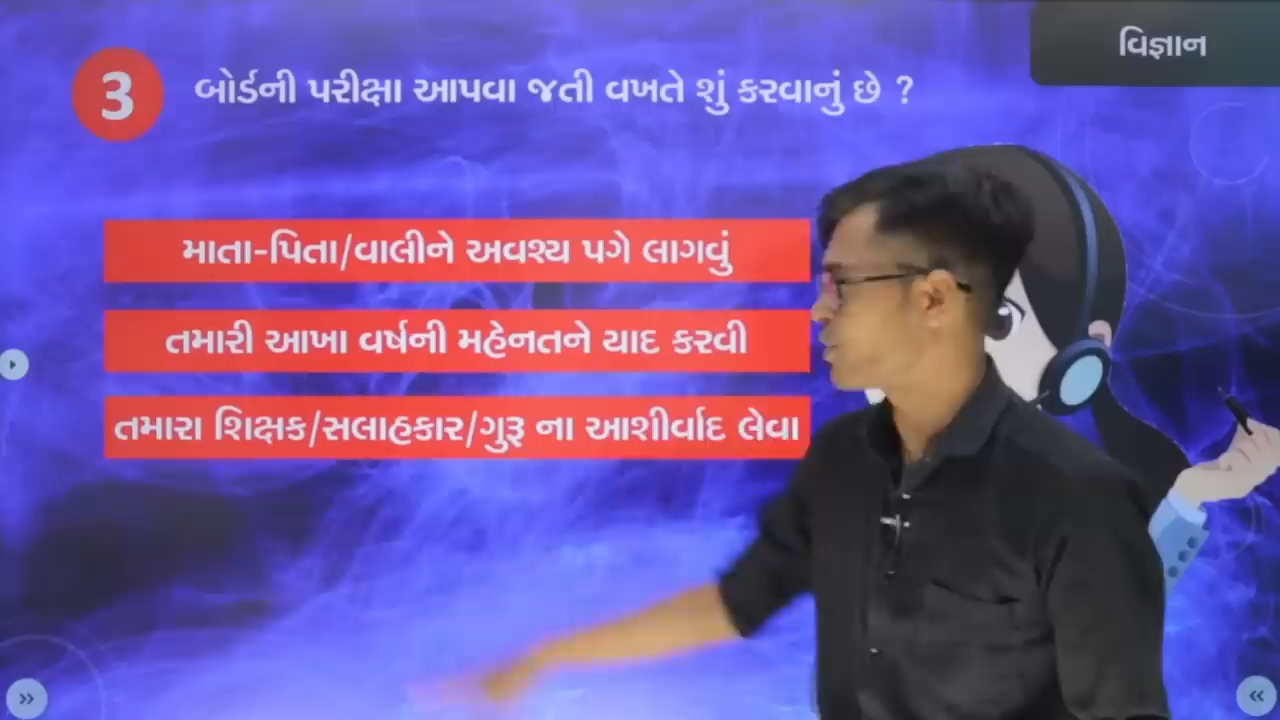 વિજ્ઞાન
3
બોર્ડની પરીક્ષા આપવા જતી વખતે શું કરવાનું છે ?
માતા-પિતા/વાલીને અવશ્ય પગે લાગવું
તમારી આખા વર્ષની મહેનતને યાદ કરવી
તમારા શિક્ષક/સલાહકાર/ગુરૂ ના આશીર્વાદ લેવા